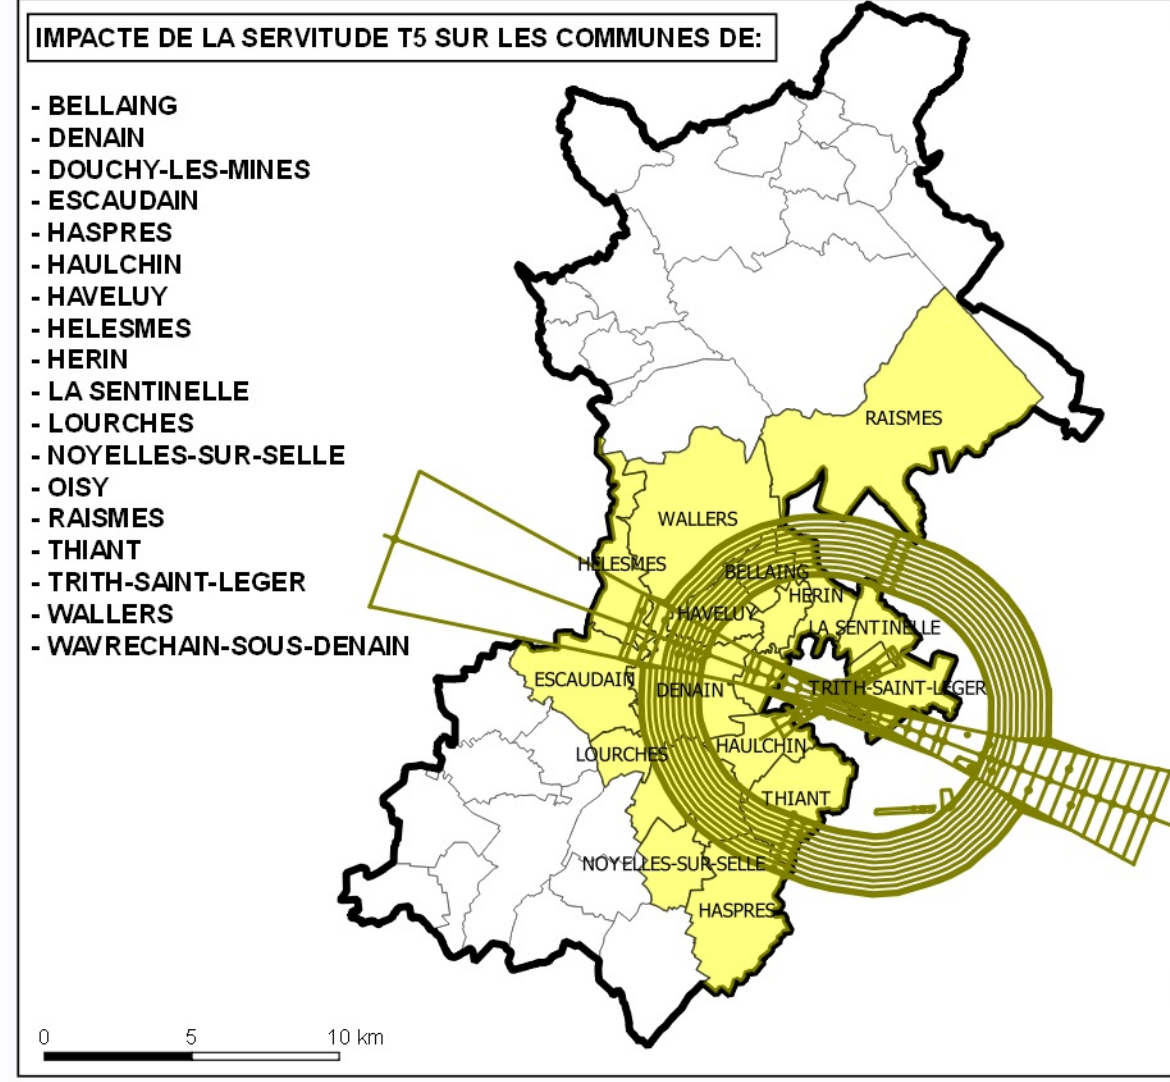 IMPACTE DE LA SERVITUDE T5 SUR LES COMMUNES DE:
- BELLAING
- DENAIN
- DOUCHY-LES-MINES
- ESCAUDAIN
- HASPRES
- HAULCHIN
- HAVELUY
- HELESMES
- HERIN
- LA SENTINELLE
- LOURCHES
- NOYELLES-SUR-SELLE
- OISY
- RAISMES
- THIANT
- TRITH-SAINT-LEGER
- WALLERS
- WAVRECHAIN-SOUS-DENAIN
RAISMES
WALLERS
HELESMES
BELLAING
HERIN
HAVELUY
LA SENTINELLE
ESCAUDAIN
DENAIN
TRITH-SAINT-LEGER
HAULCHIN
LOURCHES
THIANT
NOYELLES-SUR-SELLE
HASPRES
0 5 10 km